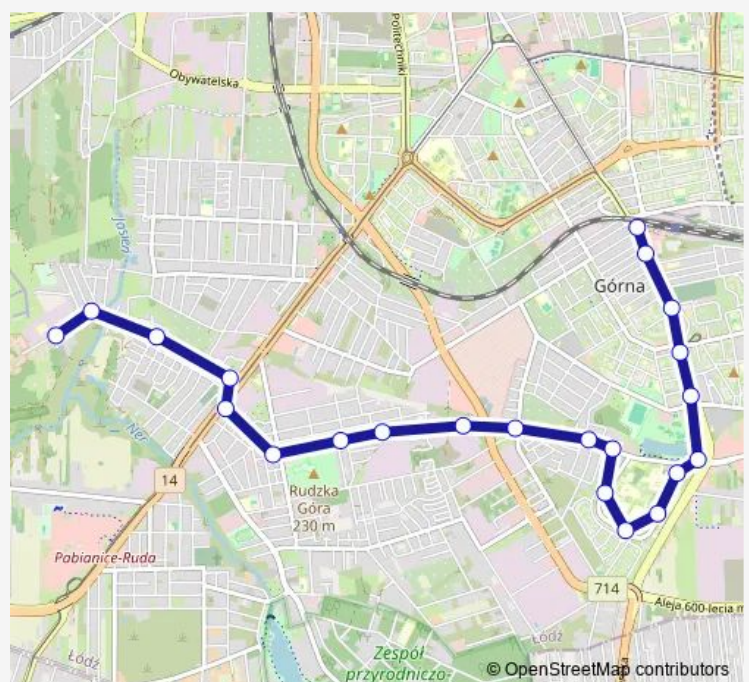 Politechniki
Obywatelska
Jasień
Górna
Ner
14
Rudzka
Góra
230 m
Pabianice-Ruda
714
Aleja 600-lecia m
Łódź
Łódź
Zespół
przyrodniczo-
© OpenStreetMap contributors